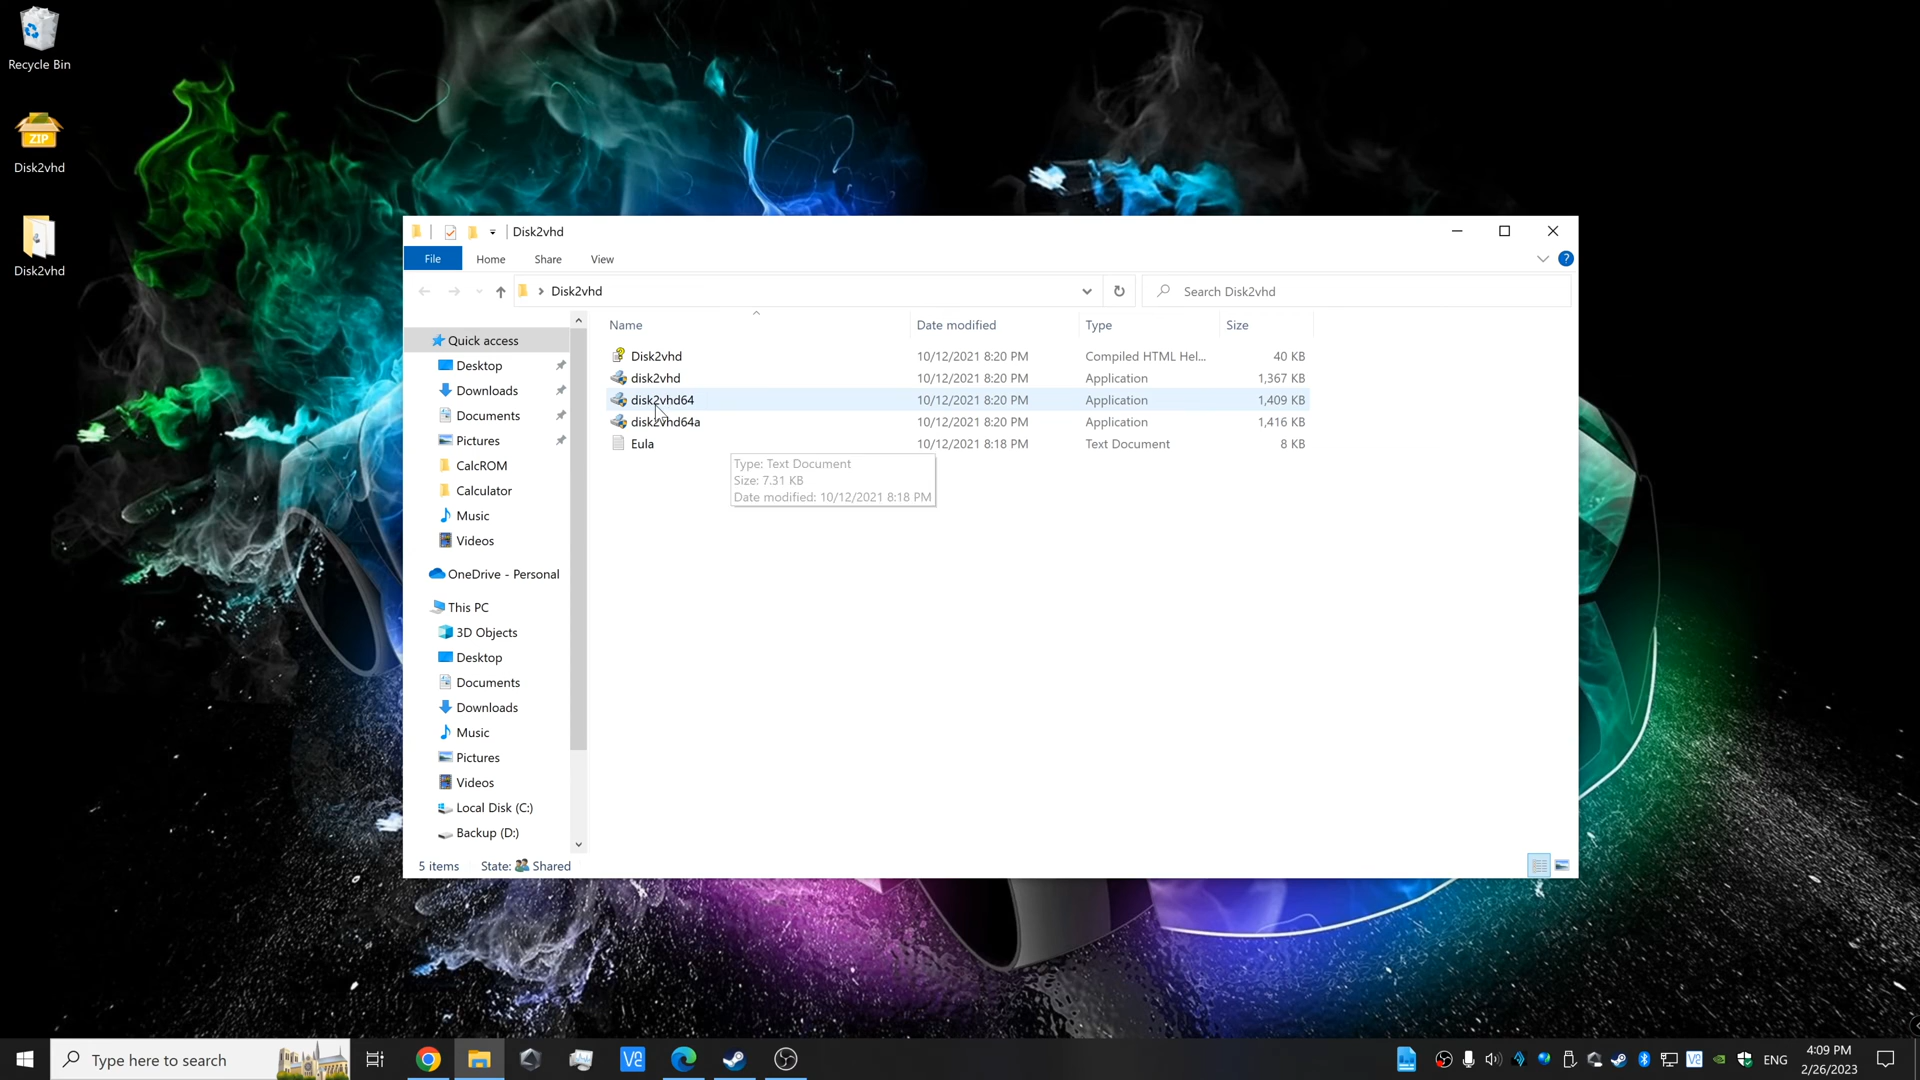 Recycle Bin
ZIP
Disk2vhd
Disk2vhd
Disk2vhd
File Home Share View
?
Disk2vhd
Search Disk2vhd
Name Date modified Type Size
Disk2vhd 10/12/2021 8:20 PM Compiled HTML Hel... 40 KB
disk2vhd 10/12/2021 8:20 PM Application 1,367 KB
disk2vhd64 10/12/2021 8:20 PM Application 1,409 KB
disk2vhd64a 10/12/2021 8:20 PM Application 1,416 KB
Eula 10/12/2021 8:18 PM Text Document 8 KB
Type: Text Document
Size: 7.31 KB
Date modified: 10/12/2021 8:18 PM
Quick access
Desktop
Downloads
Documents
Pictures
CalcROM
Calculator
Music
Videos
OneDrive - Personal
This PC
3D Objects
Desktop
Documents
Downloads
Music
Pictures
Videos
Local Disk (C:)
Backup (D:)
5 items State: Shared
Type here to search
ENG
4:09 PM
2/26/2023